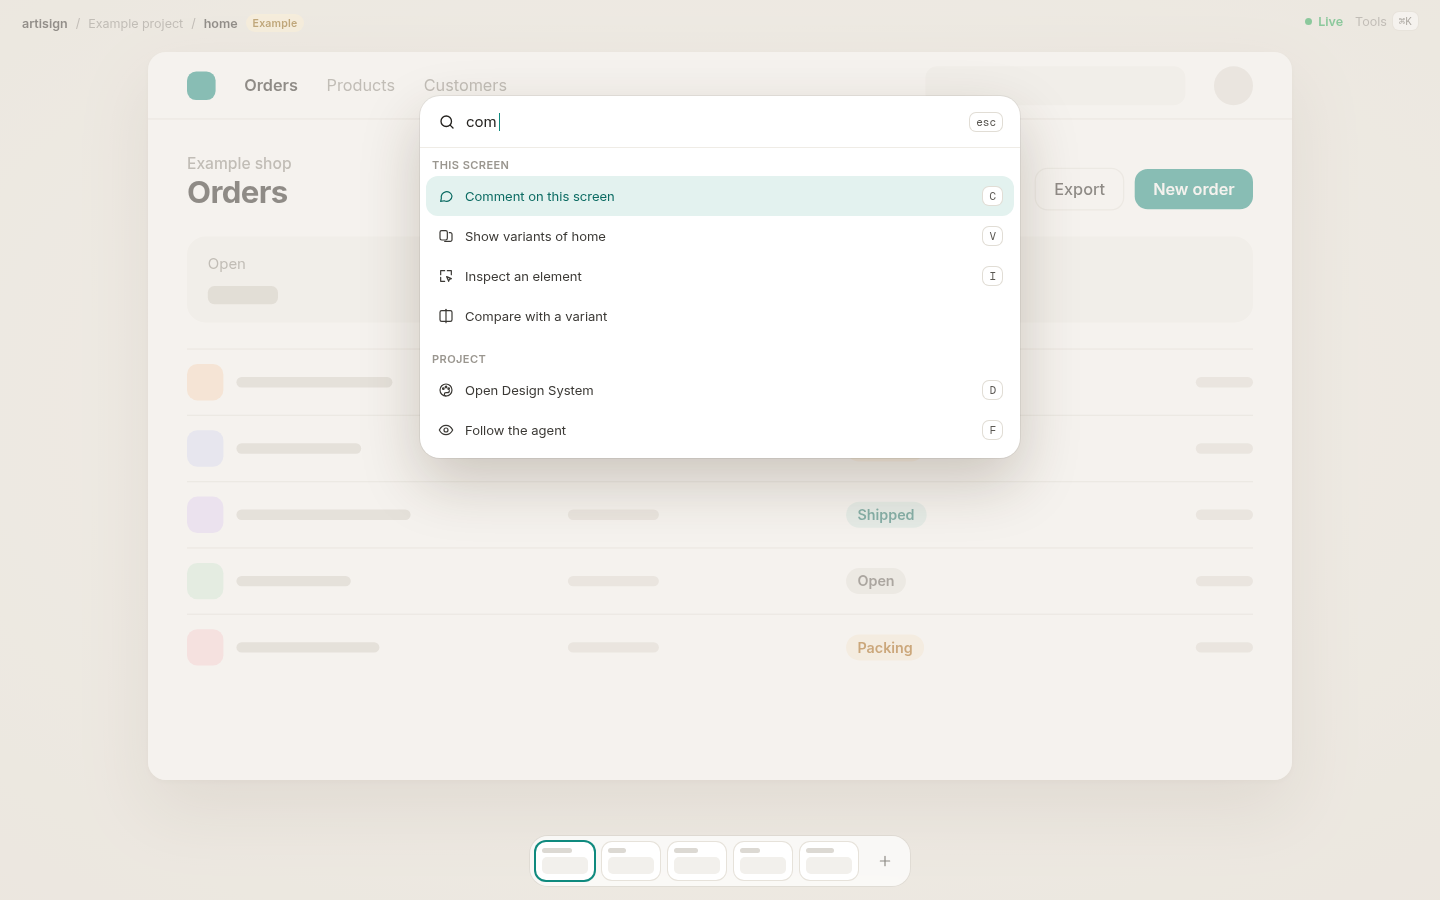 artisign / Example project / home Example
Live Tools ⌘K
Orders Products Customers
com
esc
THIS SCREEN
Example shop
Orders
Export
New order
Comment on this screen C
Show variants of home V
Open
Inspect an element I
Compare with a variant
PROJECT
Open Design System D
Follow the agent F
Shipped
Open
Packing